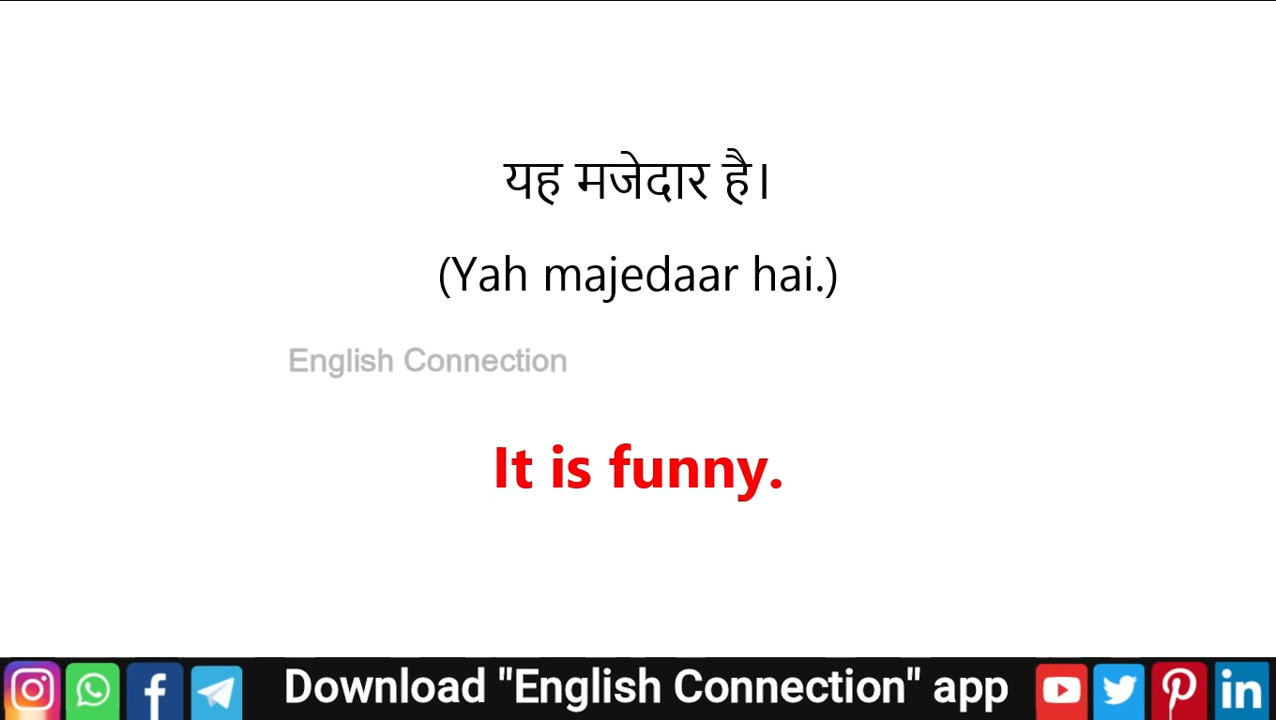 यह मजेदार है।
(Yah majedaar hai.)
English Connection
It is funny.
Download "English Connection" app